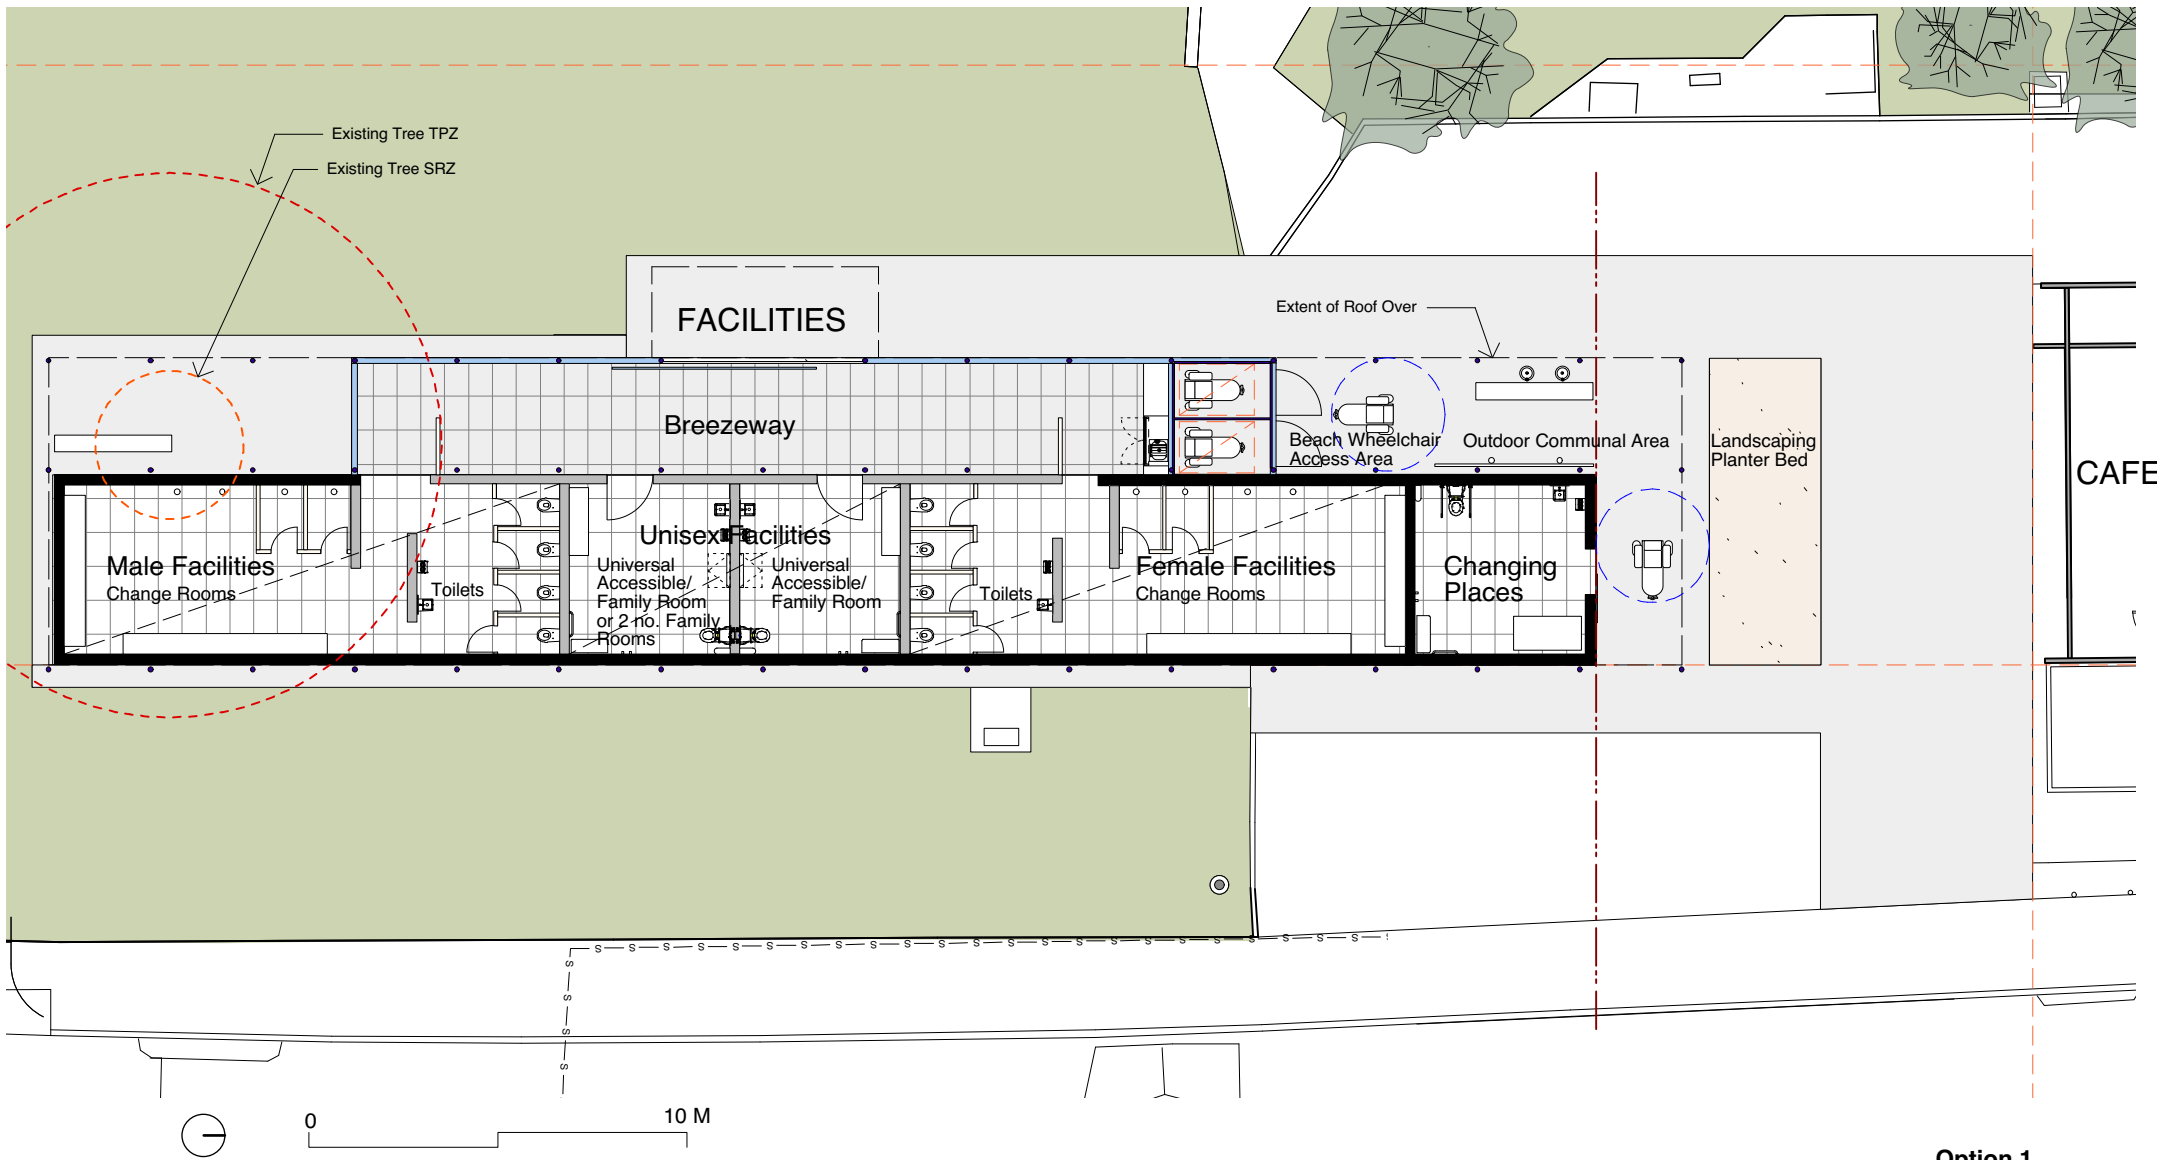 Existing Tree TPZ
Existing Tree SRZ
FACILITIES
Extent of Roof Over
Breezeway
Beach Wheelchair
Access Area
Outdoor Communal Area
Landscaping
Planter Bed
CAFE
Male Facilities
Change Rooms
Toilets
Unisex Facilities
Universal
Accessible/
Family Room
or 2 no. Family
Rooms
Universal
Accessible/
Family Room
Toilets
Female Facilities
Change Rooms
Changing
Places
S S S S S S S S S S S S S S S S S S S S S
S
S
S
S
0
10 M
Option 1